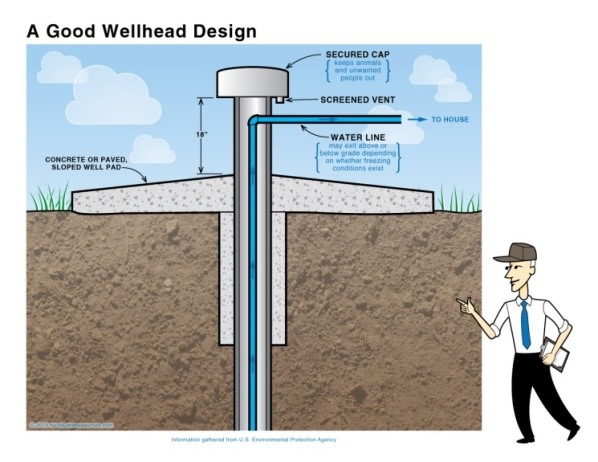 A Good Wellhead Design
SECURED CAP
keeps animals
and unwanted
people out
SCREENED VENT
TO HOUSE
WATER LINE
may exit above or
below grade depending
on whether freezing
conditions exist
18"
CONCRETE OR PAVED,
SLOPED WELL PAD
information gathered from U.S. Environmental Protection Agency